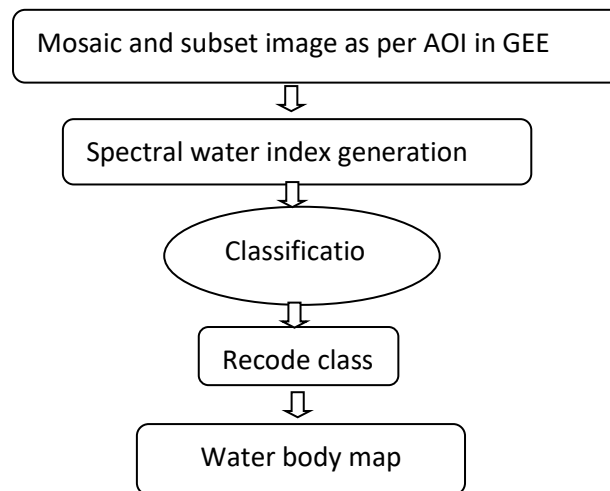 Mosaic and subset image as per AOI in GEE
Spectral water index generation
Classificatio
Recode class
Water body map